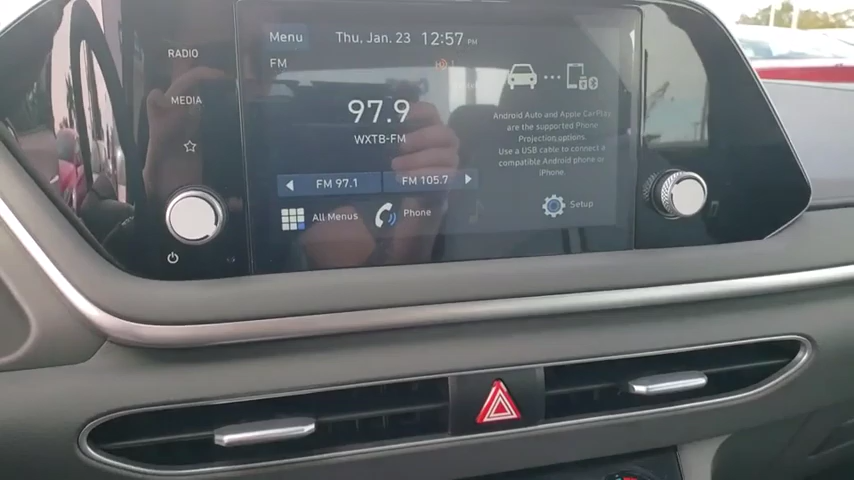 RADIO
MEDIA
Menu
Thu, Jan. 23 12:57 PM
FM
97.9
WXTB-FM
FM 97.1
FM 105.7
All Menus
Phone
Android Auto and Apple CarPlay
are the supported Phone
Projection options.
Use a USB cable to connect a
compatible Android phone or
iPhone.
Setup